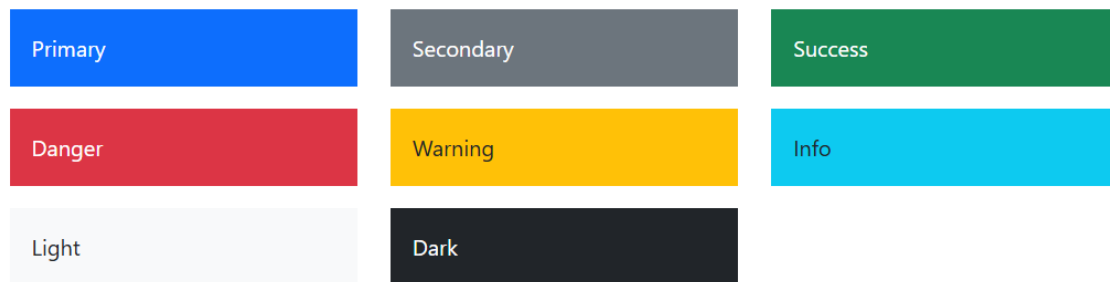 Primary
Secondary
Success
Danger
Warning
Info
Light
Dark